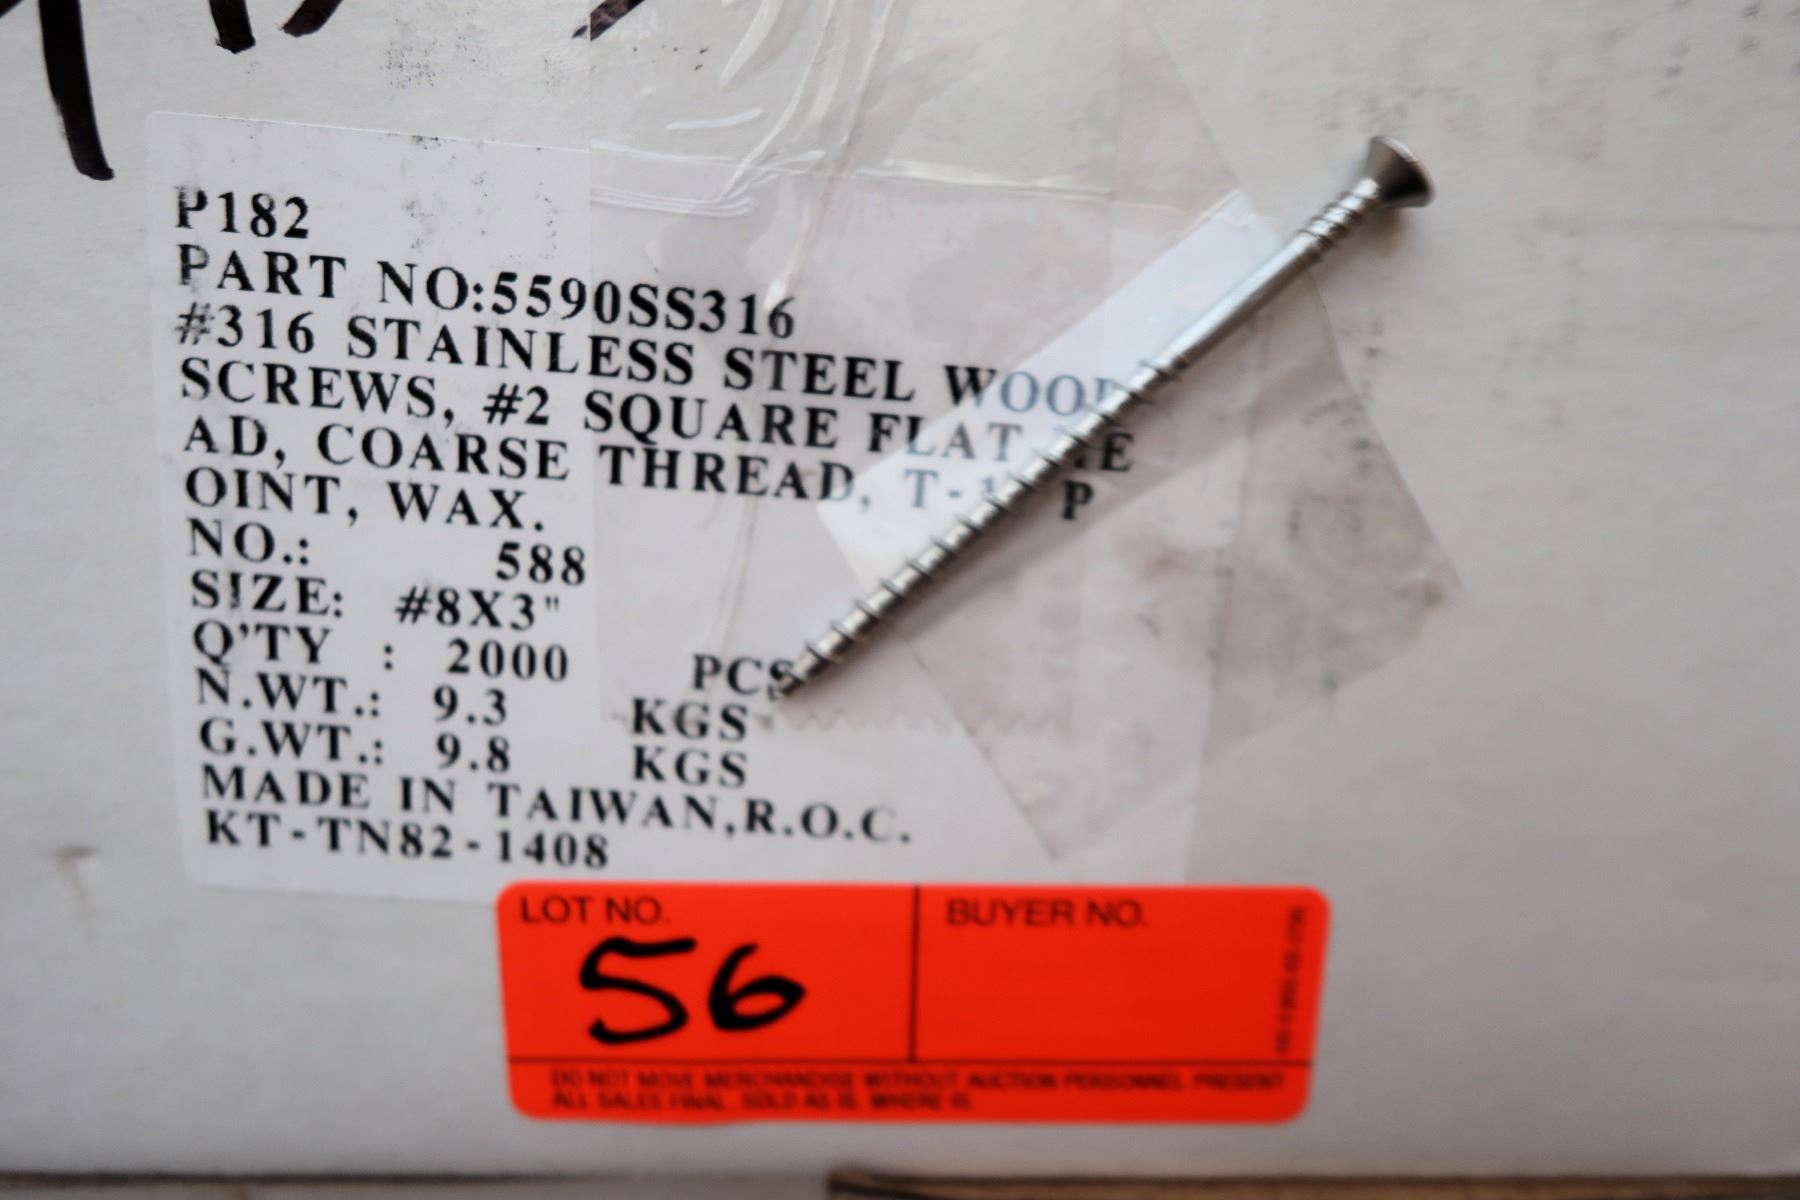 P182
PART NO:5590SS316
#316 STAINLESS STEEL WOOD
SCREWS, #2 SQUARE FLAT HE
AD, COARSE THREAD, T-17 P
OINT, WAX.
NO.: 588
SIZE: #8X3"
Q'TY : 2000 PCS
N.WT.: 9.3 KGS
G.WT.: 9.8 KGS
MADE IN TAIWAN,R.O.C.
KT-TN82-1408
LOT NO. BUYER NO.
56
DO NOT MOVE MERCHANDISE WITHOUT AUCTION PERSONNEL PRESENT
ALL SALES FINAL. SOLD AS IS. WHERE IS.